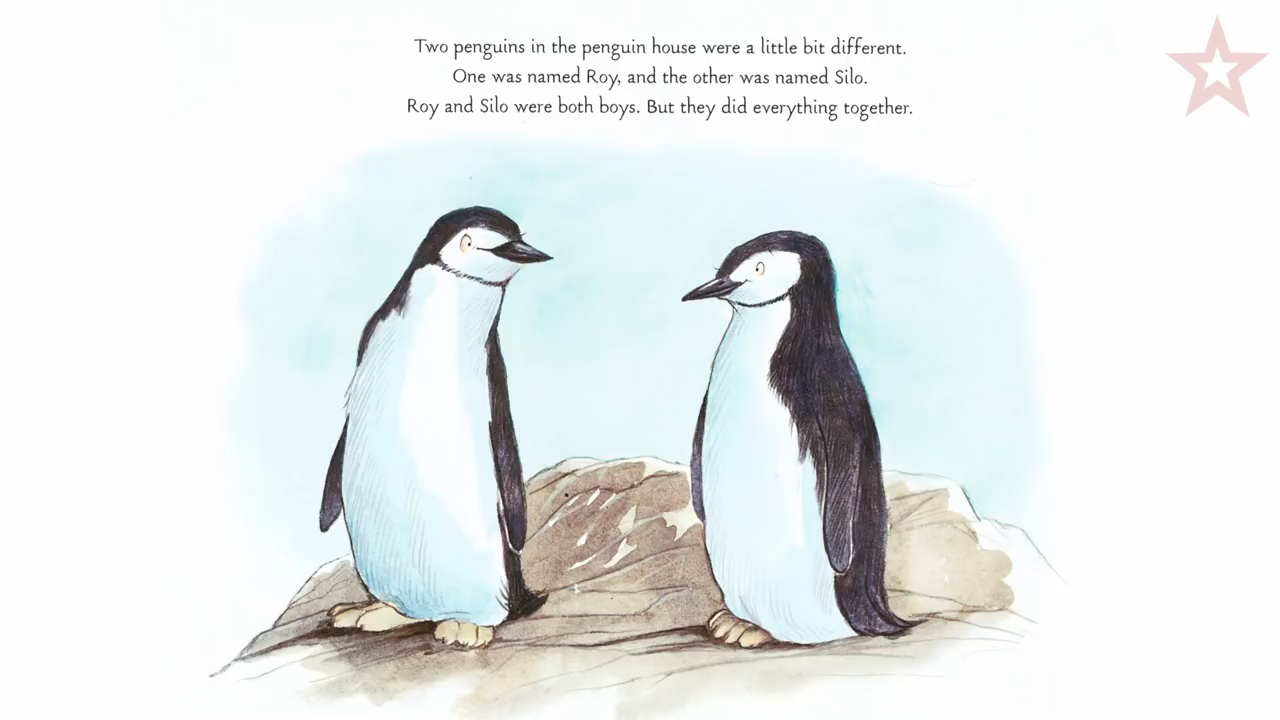 Two penguins in the penguin house were a little bit different.
One was named Roy, and the other was named Silo.
Roy and Silo were both boys. But they did everything together.